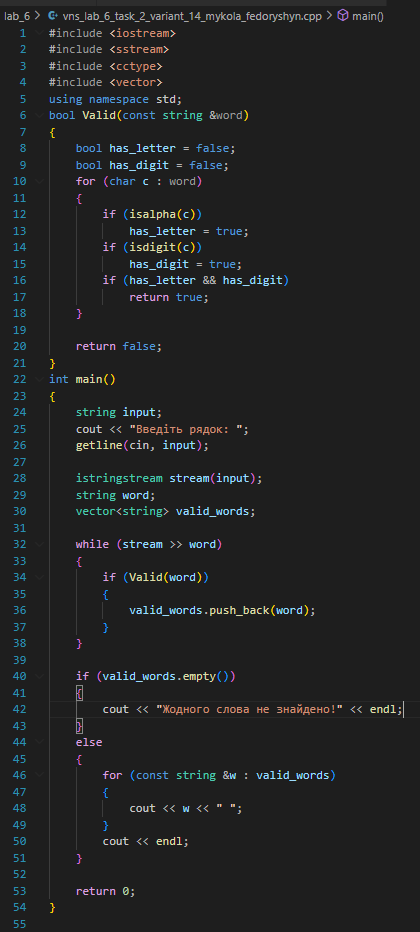 lab_6 > vns_lab_6_task_2_variant_14_mykola_fedoryshyn.cpp > main()
1 #include <iostream>
2 #include <sstream>
3 #include <cctype>
4 #include <vector>
5 using namespace std;
6 bool Valid(const string &word)
7 {
8     bool has_letter = false;
9     bool has_digit = false;
10     for (char c : word)
11     {
12         if (isalpha(c))
13             has_letter = true;
14         if (isdigit(c))
15             has_digit = true;
16         if (has_letter && has_digit)
17             return true;
18     }
19
20     return false;
21 }
22 int main()
23 {
24     string input;
25     cout << "Введіть рядок: ";
26     getline(cin, input);
27
28     istringstream stream(input);
29     string word;
30     vector<string> valid_words;
31
32     while (stream >> word)
33     {
34         if (Valid(word))
35         {
36             valid_words.push_back(word);
37         }
38     }
39
40     if (valid_words.empty())
41     {
42         cout << "Жодного слова не знайдено!" << endl;
43     }
44     else
45     {
46         for (const string &w : valid_words)
47         {
48             cout << w << " ";
49         }
50         cout << endl;
51     }
52
53     return 0;
54 }
55